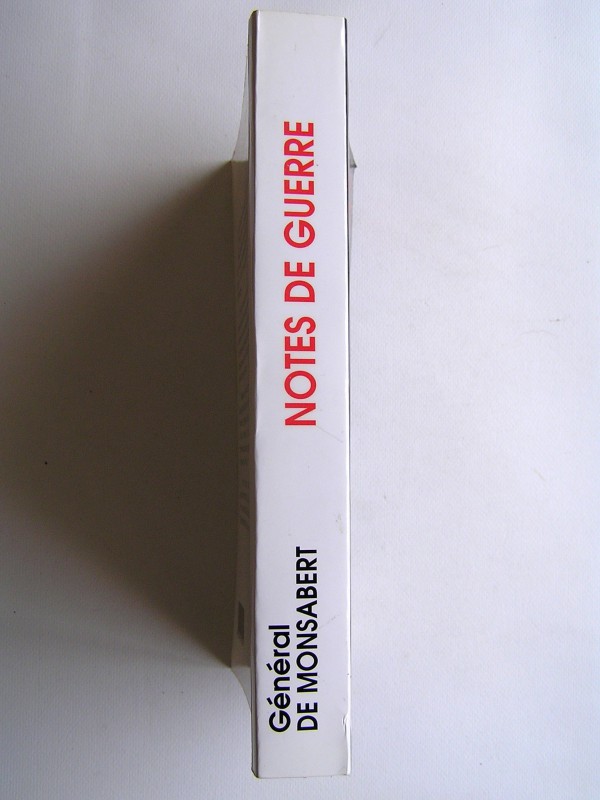 Général
DE MONSABERT
NOTES DE GUERRE